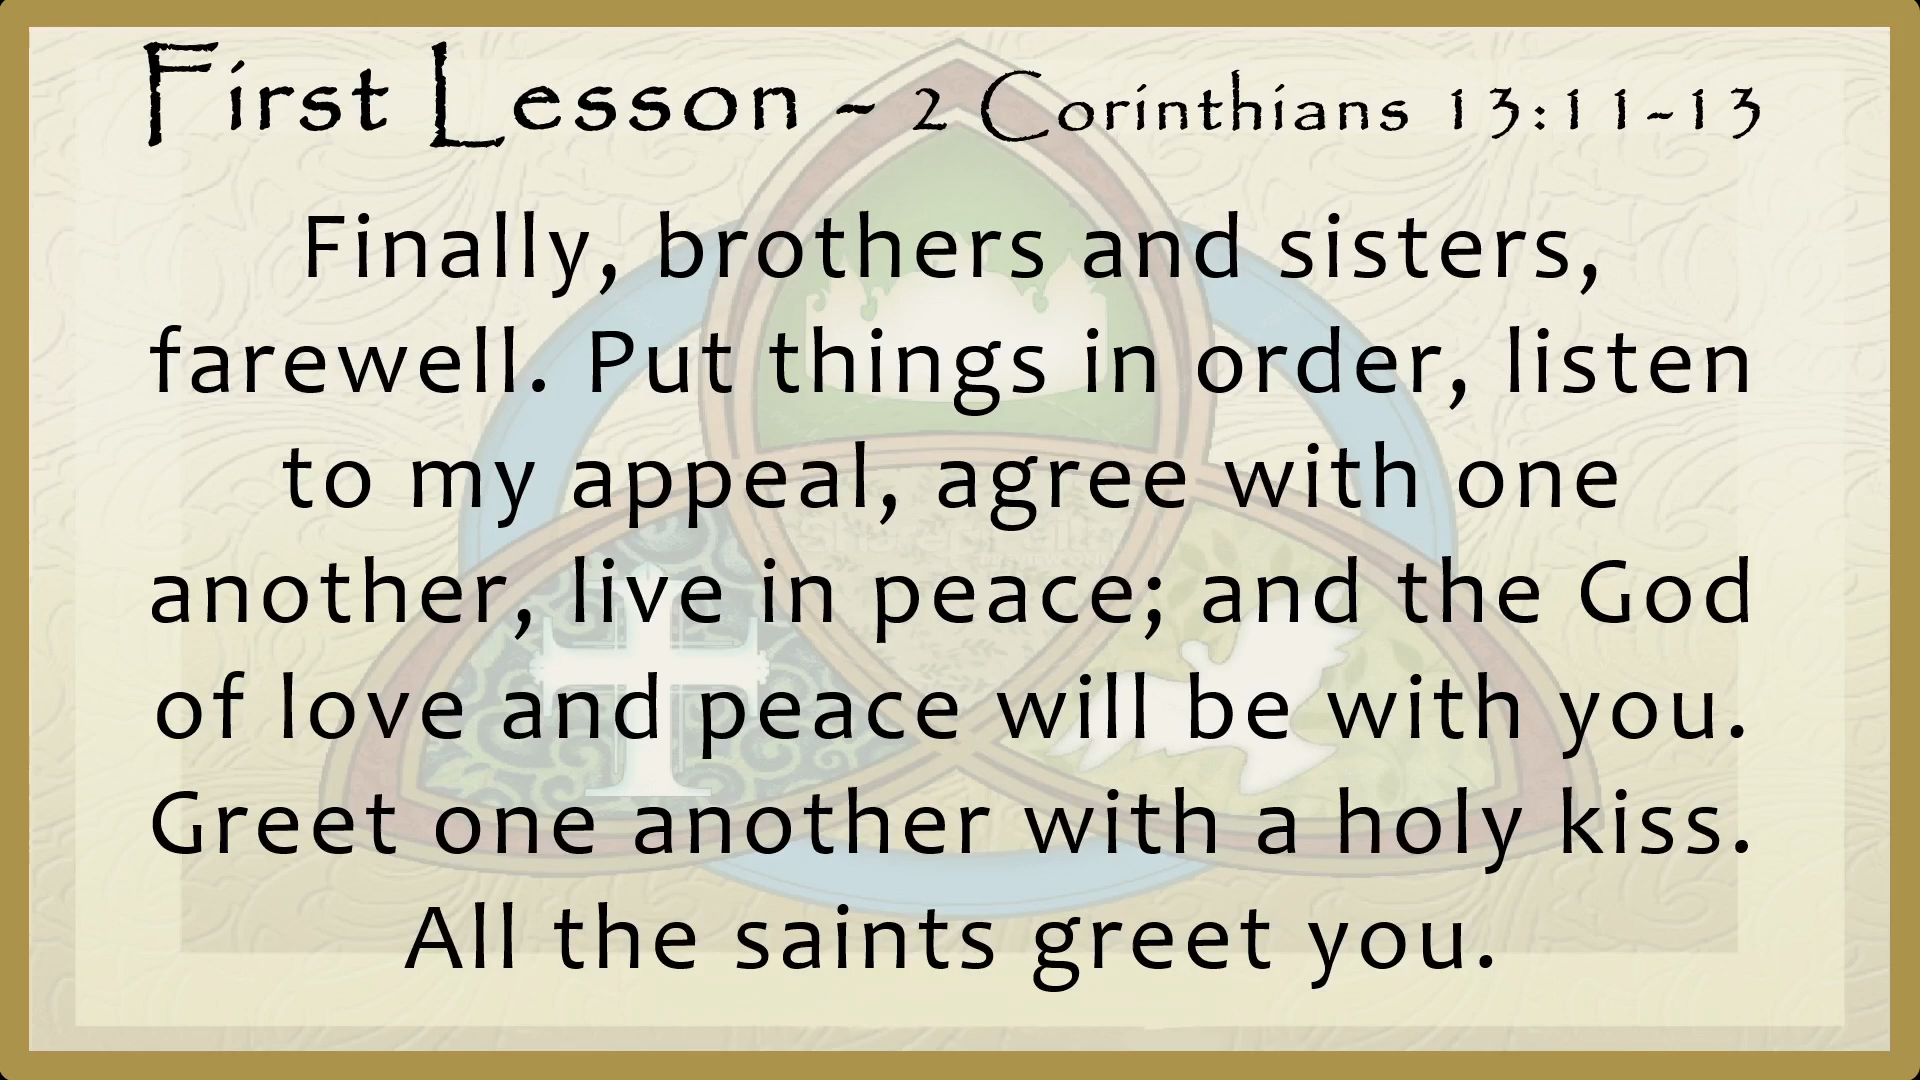 First Lesson ~ 2 Corinthians 13:11-13
Finally, brothers and sisters,
farewell. Put things in order, listen
to my appeal, agree with one
another, live in peace; and the God
of love and peace will be with you.
Greet one another with a holy kiss.
All the saints greet you.